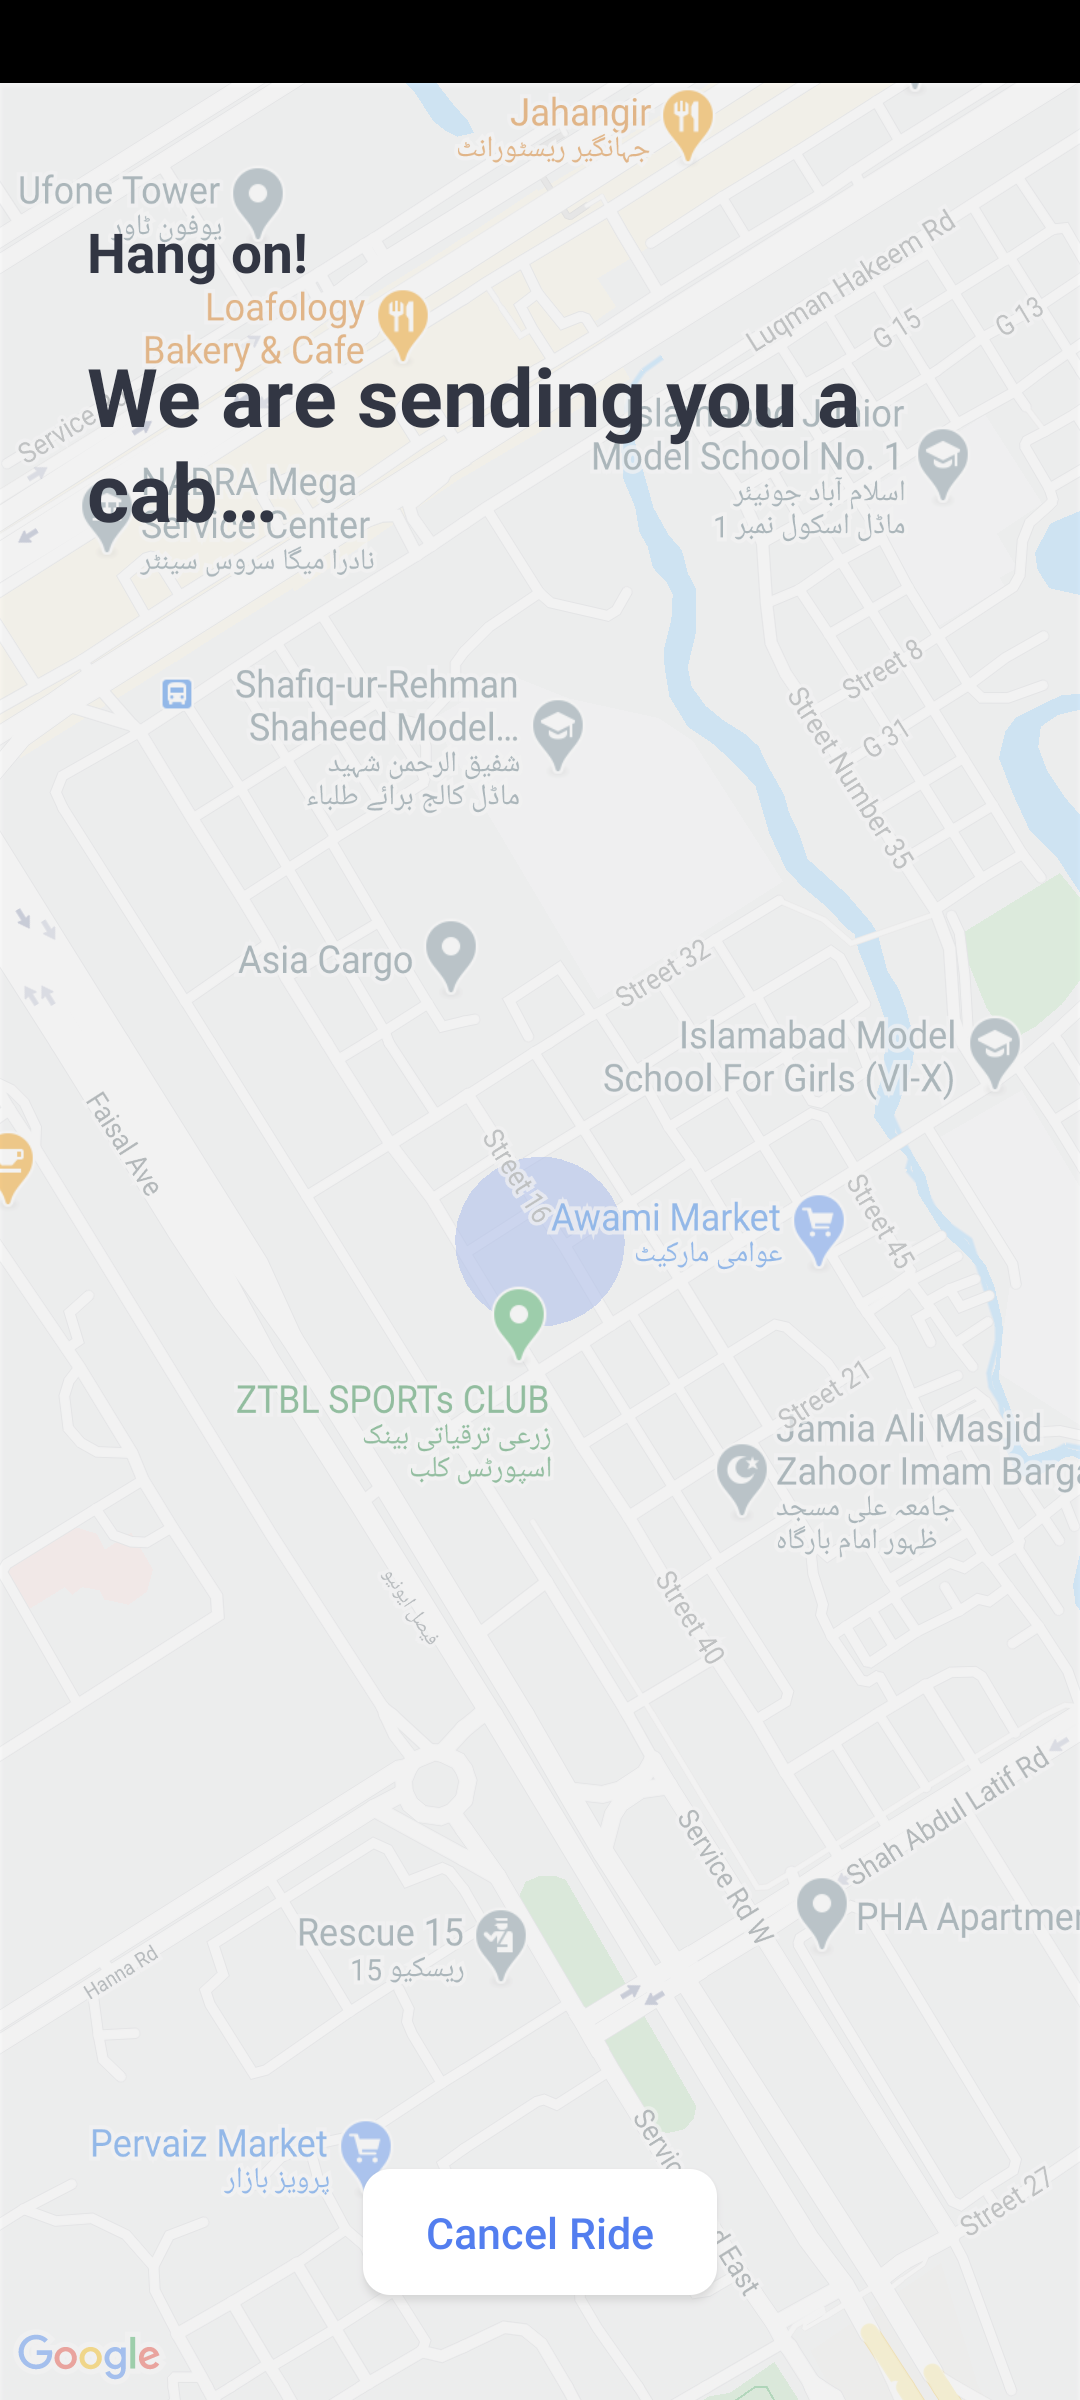 Jahangir
جہانگیر ریسٹورانٹ
Ufone Tower
یوفون ٹاور
Hang on!
Loafology
Bakery & Cafe
Luqman Hakeem Rd
G 15
G 13
We are sending you a
cab...
Service Rd
Islamabad Junior
Model School No. 1
اسلام آباد جونیئر
ماڈل اسکول نمبر 1
NADRA Mega
Service Center
نادرا میگا سروس سینٹر
Street 8
Shafiq-ur-Rehman
Shaheed Model...
شفیق الرحمن شہید
ماڈل کالج برائے طلباء
G 31
Street Number 35
Asia Cargo
Street 32
Islamabad Model
School For Girls (VI-X)
Faisal Ave
Street 16
Awami Market
عوامی مارکیٹ
Street 45
ZTBL SPORTs CLUB
زرعی ترقیاتی بینک
اسپورٹس کلب
Street 21
Jamia Ali Masjid
Zahoor Imam Barga
جامعہ علی مسجد
ظہور امام بارگاہ
فیصل ایونیو
Street 40
Shah Abdul Latif Rd
Service Rd W
PHA Apartmen
Rescue 15
ریسکیو 15
Hanna Rd
Pervaiz Market
پرویز بازار
Servic
d East
Street 27
Cancel Ride
Google